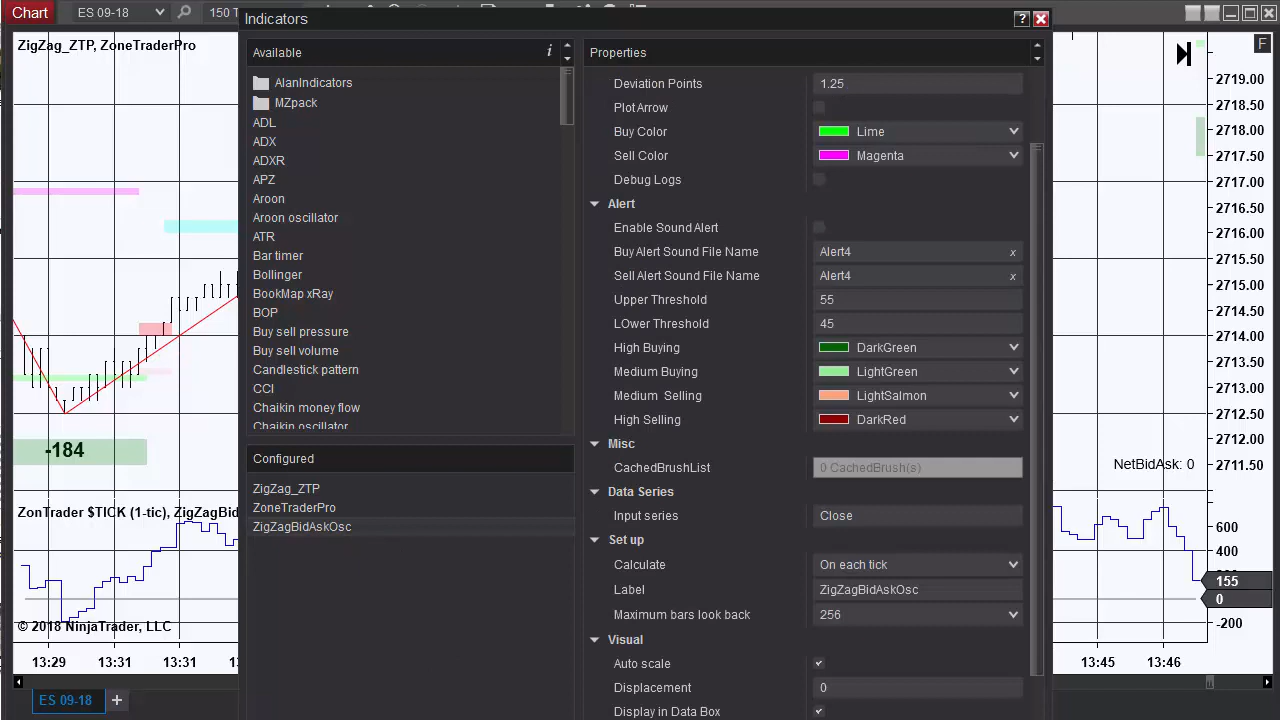 Chart
ES 09-18
150 T
ZigZag_ZTP, ZoneTraderPro
-184
ZonTrader $TICK (1-tic), ZigZagBid
© 2018 NinjaTrader, LLC
13:29
13:31
13:31
ES 09-18
+
Indicators
?
Available
i
AlanIndicators
MZpack
ADL
ADX
ADXR
APZ
Aroon
Aroon oscillator
ATR
Bar timer
Bollinger
BookMap xRay
BOP
Buy sell pressure
Buy sell volume
Candlestick pattern
CCI
Chaikin money flow
Chaikin oscillator
Configured
ZigZag_ZTP
ZoneTraderPro
ZigZagBidAskOsc
Properties
Deviation Points 1.25
PlotArrow
Buy Color Lime
Sell Color Magenta
Debug Logs
Alert
Enable Sound Alert
Buy Alert Sound File Name Alert4 x
Sell Alert Sound File Name Alert4 x
Upper Threshold 55
LOwer Threshold 45
High Buying DarkGreen
Medium Buying LightGreen
Medium Selling LightSalmon
High Selling DarkRed
Misc
CachedBrushList 0 CachedBrush(s)
Data Series
Input series Close
Set up
Calculate On each tick
Label ZigZagBidAskOsc
Maximum bars look back 256
Visual
Auto scale
Displacement 0
Display in Data Box
F
2719.00
2718.50
2718.00
2717.50
2717.00
2716.50
2716.00
2715.50
2715.00
2714.50
2714.00
2713.50
2713.00
2712.50
2712.00
2711.50
NetBidAsk: 0
600
400
155
0
-200
13:45
13:46